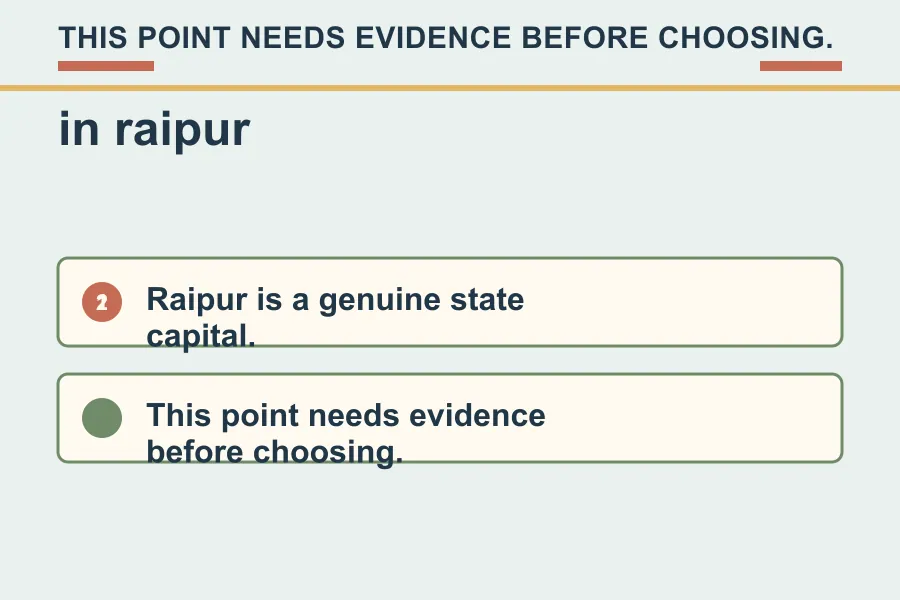 THIS POINT NEEDS EVIDENCE BEFORE CHOOSING.
in raipur
2
Raipur is a genuine state
capital.
This point needs evidence
before choosing.